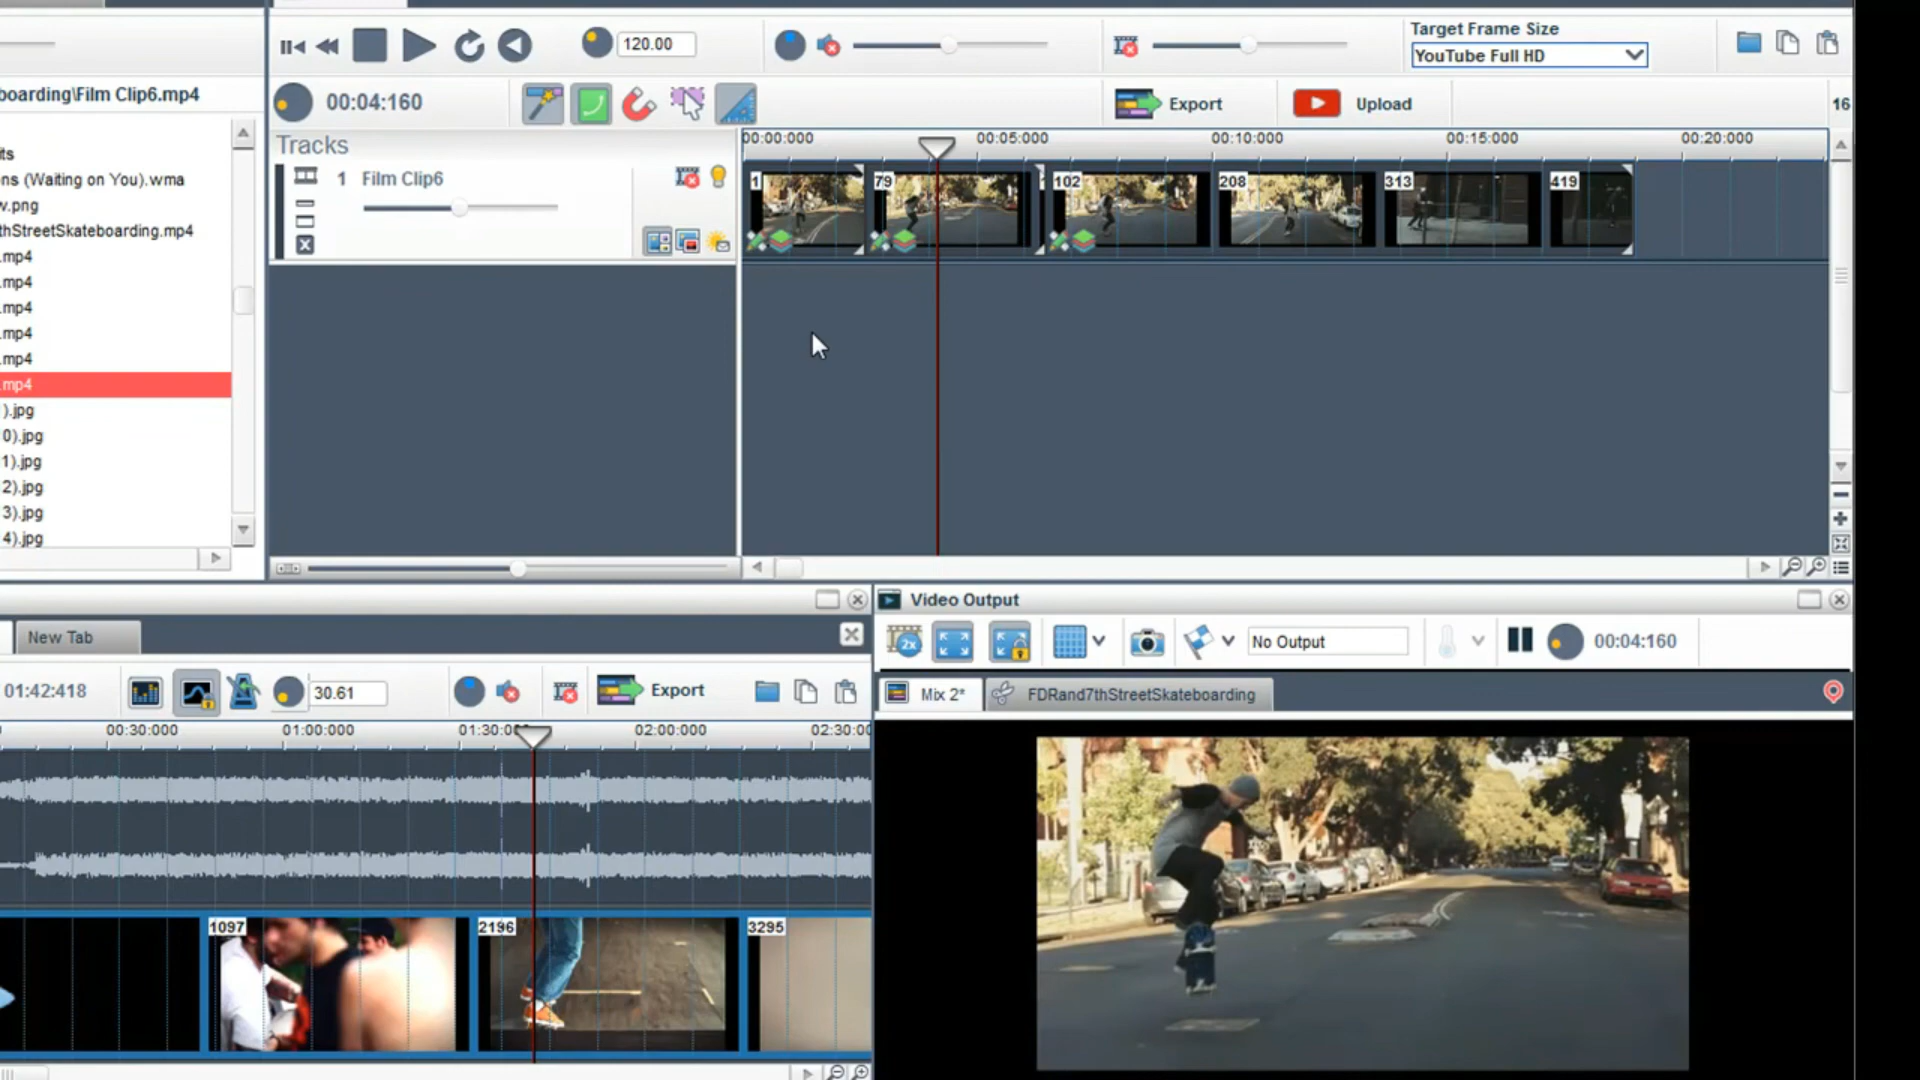 Target Frame Size
120.00
YouTube Full HD
boarding\Film Clip6.mp4
00:04:160
Export
Upload
16
Tracks
00:00:000
00:05:000
00:10:000
00:15:000
00:20:000
1 Film Clip6
1
79
102
208
313
419
its
ns (Waiting on You).wma
v.png
thStreetSkateboarding.mp4
.mp4
.mp4
.mp4
.mp4
.mp4
.mp4
).jpg
0).jpg
1).jpg
2).jpg
3).jpg
4).jpg
New Tab
01:42:418
30.61
Export
00:30:000
01:00:000
01:30:0
02:00:000
02:30:00
1097
2196
3295
Video Output
2x
No Output
00:04:160
Mix 2*
FDRand7thStreetSkateboarding